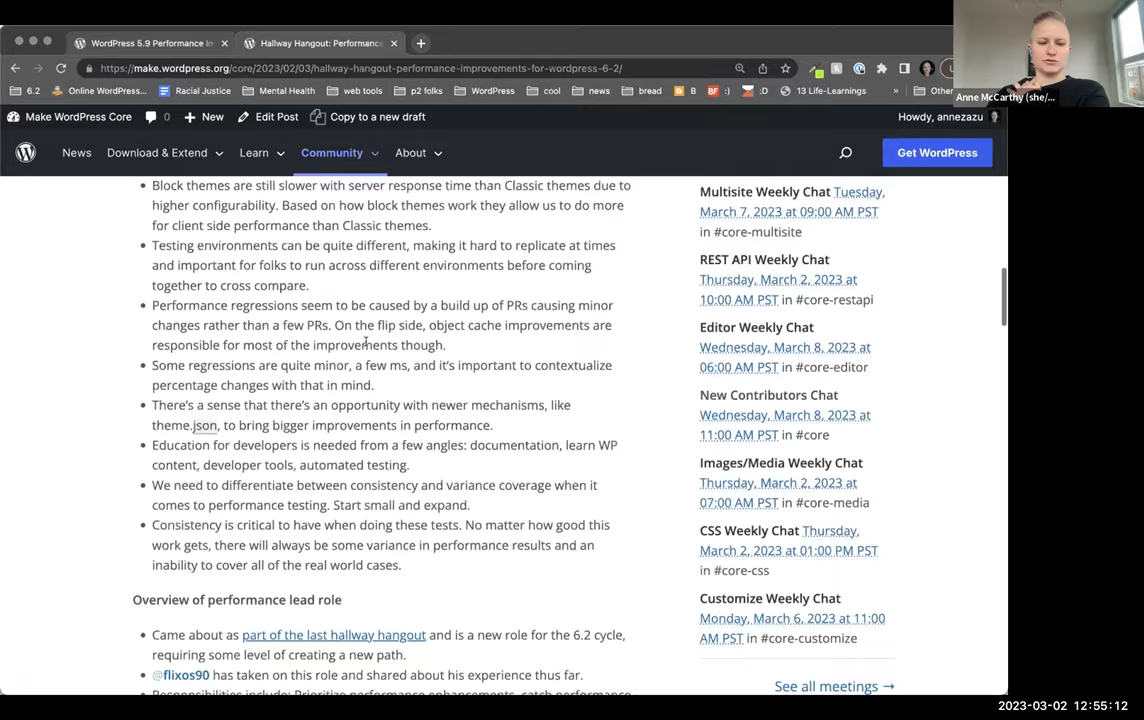 WordPress 5.9 Performance In
Hallway Hangout: Performance
https://make.wordpress.org/core/2023/02/03/hallway-hangout-performance-improvements-for-wordpress-6-2/
6.2
Online WordPress...
Racial Justice
Mental Health
web tools
p2 folks
WordPress
cool
news
bread
B
BF :)
:D
13 Life-Learnings
»
Other
Anne McCarthy (she/...
Make WordPress Core
0
New
Edit Post
Copy to a new draft
Howdy, annezazu
News
Download & Extend
Learn
Community
About
Get WordPress
• Block themes are still slower with server response time than Classic themes due to
higher configurability. Based on how block themes work they allow us to do more
for client side performance than Classic themes.
• Testing environments can be quite different, making it hard to replicate at times
and important for folks to run across different environments before coming
together to cross compare.
• Performance regressions seem to be caused by a build up of PRs causing minor
changes rather than a few PRs. On the flip side, object cache improvements are
responsible for most of the improvements though.
• Some regressions are quite minor, a few ms, and it's important to contextualize
percentage changes with that in mind.
• There's a sense that there's an opportunity with newer mechanisms, like
theme.json, to bring bigger improvements in performance.
• Education for developers is needed from a few angles: documentation, learn WP
content, developer tools, automated testing.
• We need to differentiate between consistency and variance coverage when it
comes to performance testing. Start small and expand.
• Consistency is critical to have when doing these tests. No matter how good this
work gets, there will always be some variance in performance results and an
inability to cover all of the real world cases.
Overview of performance lead role
• Came about as part of the last hallway hangout and is a new role for the 6.2 cycle,
requiring some level of creating a new path.
• @flixos90 has taken on this role and shared about his experience thus far.
• Responsibilities include: Prioritize performance enhancements, catch performance
Multisite Weekly Chat Tuesday,
March 7, 2023 at 09:00 AM PST
in #core-multisite
REST API Weekly Chat
Thursday, March 2, 2023 at
10:00 AM PST in #core-restapi
Editor Weekly Chat
Wednesday, March 8, 2023 at
06:00 AM PST in #core-editor
New Contributors Chat
Wednesday, March 8, 2023 at
11:00 AM PST in #core
Images/Media Weekly Chat
Thursday, March 2, 2023 at
07:00 AM PST in #core-media
CSS Weekly Chat Thursday,
March 2, 2023 at 01:00 PM PST
in #core-css
Customize Weekly Chat
Monday, March 6, 2023 at 11:00
AM PST in #core-customize
See all meetings →
2023-03-02 12:55:12